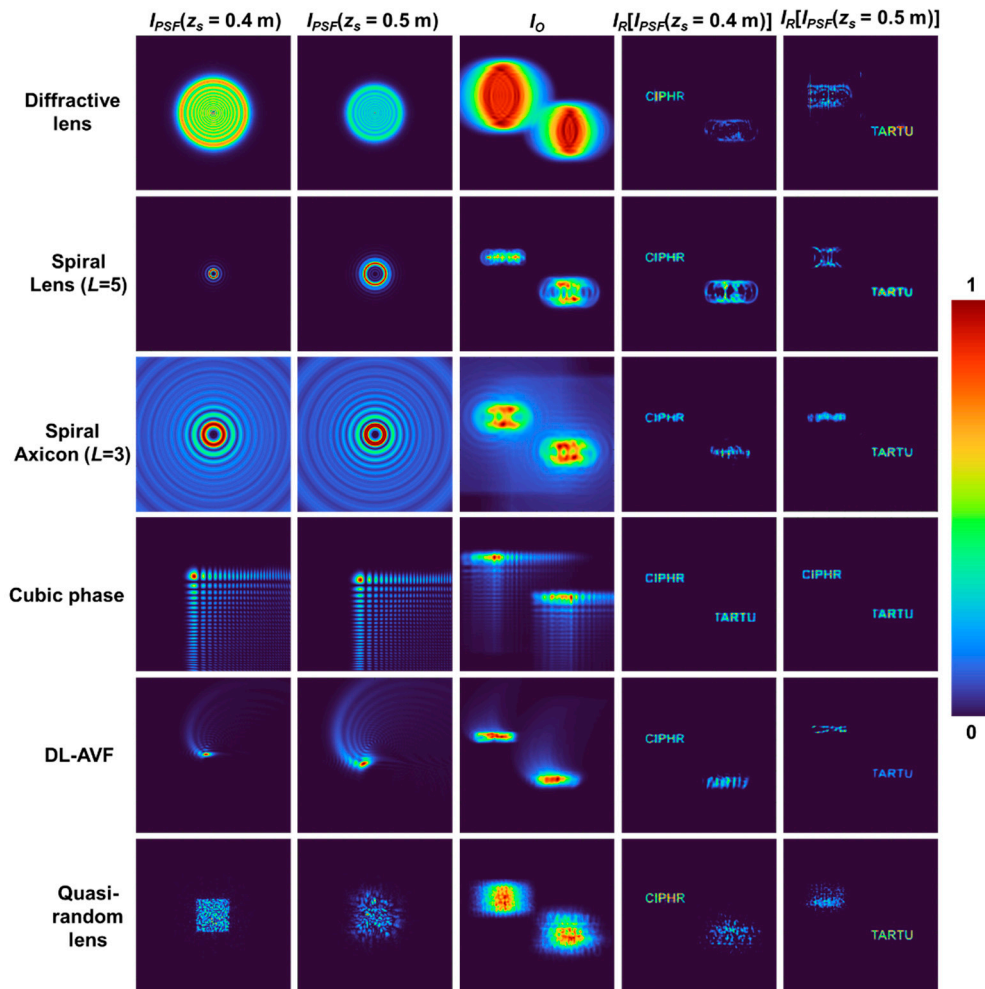 I_PSF(z_s = 0.4 m) I_PSF(z_s = 0.5 m) I_O I_R[I_PSF(z_s = 0.4 m)] I_R[I_PSF(z_s = 0.5 m)]
Diffractive
lens
CIPHR
TARTU
Spiral
Lens (L=5)
CIPHR
TARTU
1
Spiral
Axicon (L=3)
CIPHR
TARTU
Cubic phase
CIPHR
TARTU
CIPHR
TARTU
0
DL-AVF
CIPHR
TARTU
Quasi-
random
lens
CIPHR
TARTU